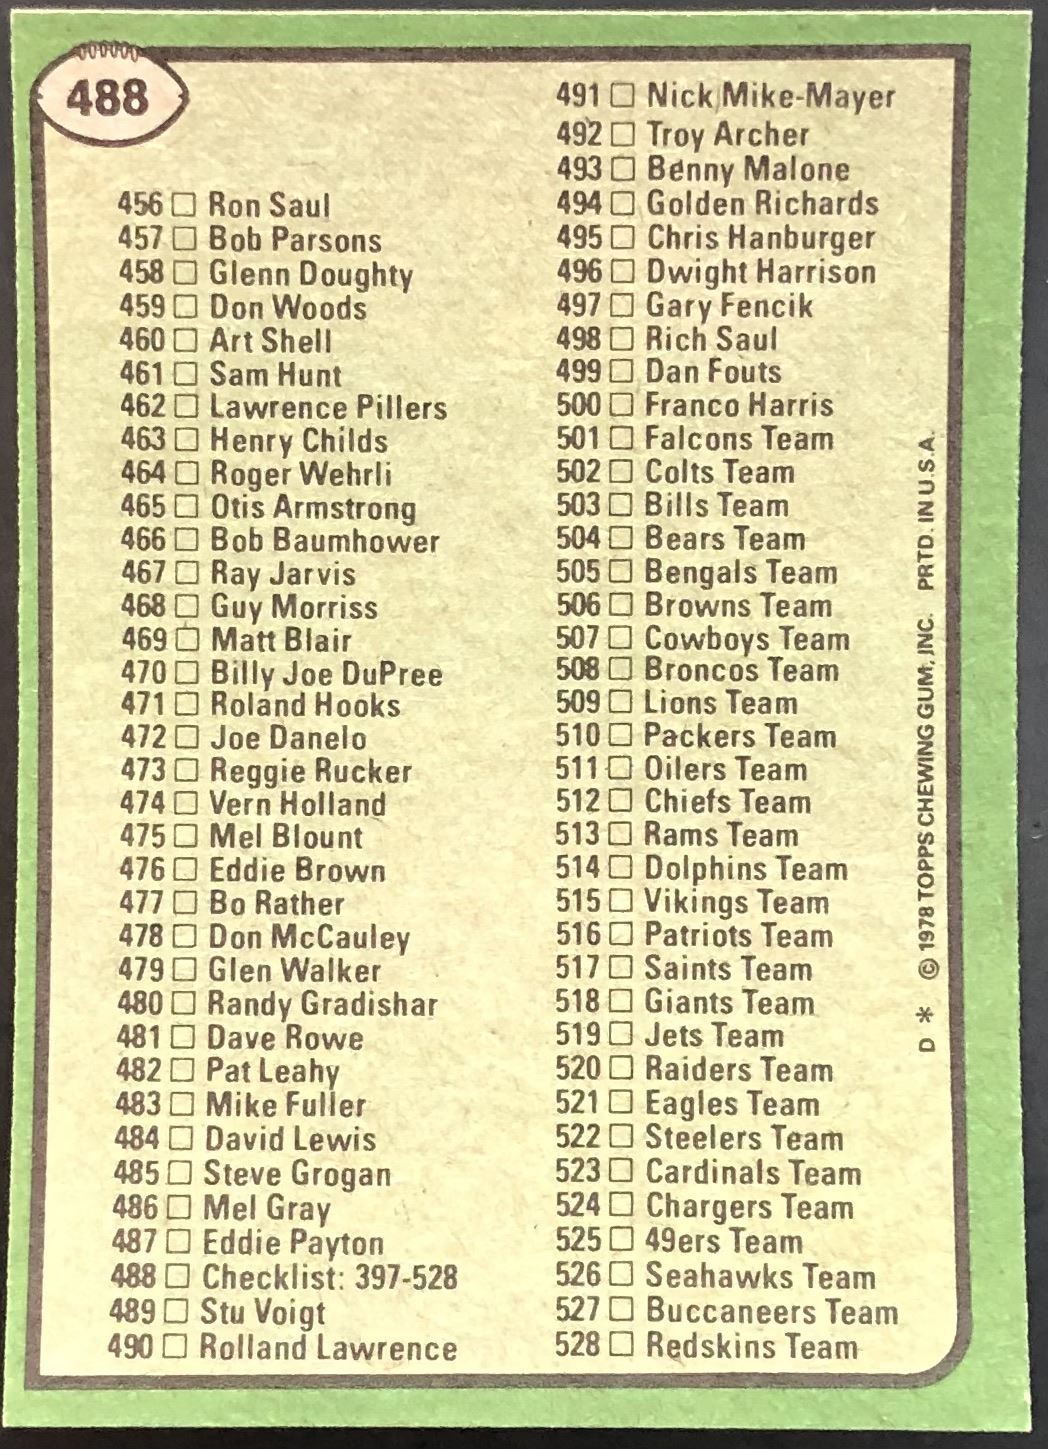 488
456 □ Ron Saul
457 □ Bob Parsons
458 □ Glenn Doughty
459 □ Don Woods
460 □ Art Shell
461 □ Sam Hunt
462 □ Lawrence Pillers
463 □ Henry Childs
464 □ Roger Wehrli
465 □ Otis Armstrong
466 □ Bob Baumhower
467 □ Ray Jarvis
468 □ Guy Morriss
469 □ Matt Blair
470 □ Billy Joe DuPree
471 □ Roland Hooks
472 □ Joe Danelo
473 □ Reggie Rucker
474 □ Vern Holland
475 □ Mel Blount
476 □ Eddie Brown
477 □ Bo Rather
478 □ Don McCauley
479 □ Glen Walker
480 □ Randy Gradishar
481 □ Dave Rowe
482 □ Pat Leahy
483 □ Mike Fuller
484 □ David Lewis
485 □ Steve Grogan
486 □ Mel Gray
487 □ Eddie Payton
488 □ Checklist: 397-528
489 □ Stu Voigt
490 □ Rolland Lawrence
491 □ Nick Mike-Mayer
492 □ Troy Archer
493 □ Benny Malone
494 □ Golden Richards
495 □ Chris Hanburger
496 □ Dwight Harrison
497 □ Gary Fencik
498 □ Rich Saul
499 □ Dan Fouts
500 □ Franco Harris
501 □ Falcons Team
502 □ Colts Team
503 □ Bills Team
504 □ Bears Team
505 □ Bengals Team
506 □ Browns Team
507 □ Cowboys Team
508 □ Broncos Team
509 □ Lions Team
510 □ Packers Team
511 □ Oilers Team
512 □ Chiefs Team
513 □ Rams Team
514 □ Dolphins Team
515 □ Vikings Team
516 □ Patriots Team
517 □ Saints Team
518 □ Giants Team
519 □ Jets Team
520 □ Raiders Team
521 □ Eagles Team
522 □ Steelers Team
523 □ Cardinals Team
524 □ Chargers Team
525 □ 49ers Team
526 □ Seahawks Team
527 □ Buccaneers Team
528 □ Redskins Team
D * © 1978 TOPPS CHEWING GUM, INC. PRTD. IN U.S.A.